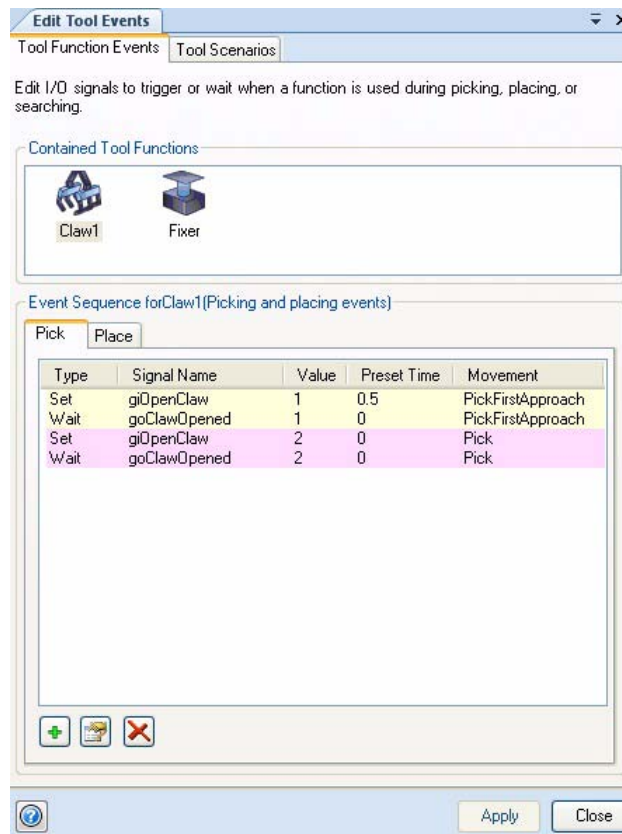 Edit Tool Events
Tool Function Events Tool Scenarios
Edit I/O signals to trigger or wait when a function is used during picking, placing, or
searching.
Contained Tool Functions
Claw1 Fixer
Event Sequence forClaw1(Picking and placing events)
Pick Place
Type Signal Name Value Preset Time Movement
Set giOpenClaw 1 0.5 PickFirstApproach
Wait goClawOpened 1 0 PickFirstApproach
Set giOpenClaw 2 0 Pick
Wait goClawOpened 2 0 Pick
Apply Close